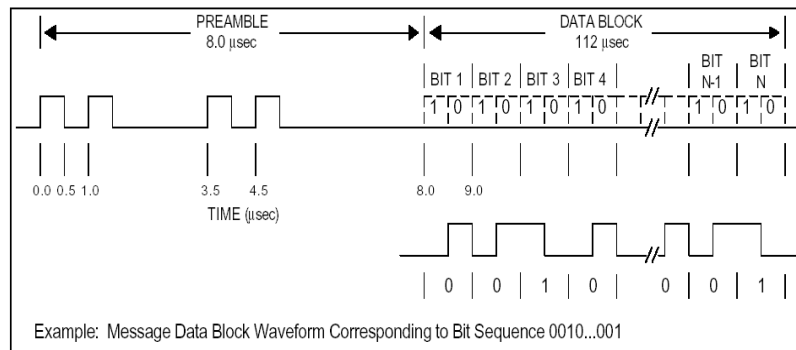 PREAMBLE
8.0 μsec
DATA BLOCK
112 μsec
BIT 1 BIT 2 BIT 3 BIT 4 BIT N-1 BIT N
1 0 1 0 1 0 1 0 1 0 1 0
0.0 0.5 1.0 3.5 4.5 8.0 9.0
TIME (μsec)
0 0 1 0 0 0 1
Example: Message Data Block Waveform Corresponding to Bit Sequence 0010...001